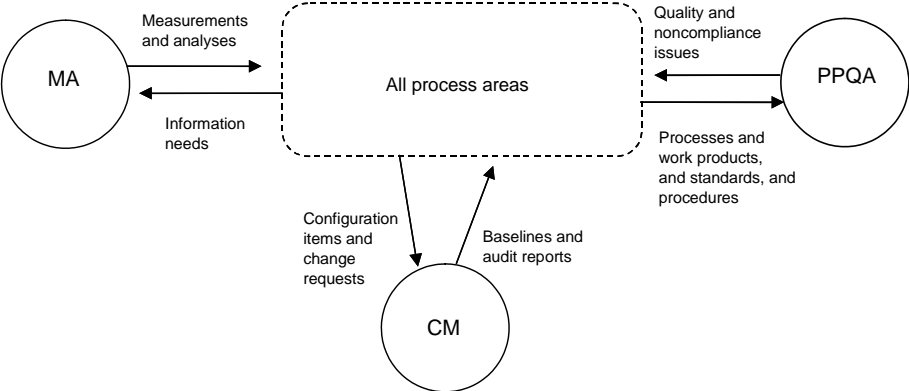 Measurements
and analyses
MA
Information
needs
All process areas
Quality and
noncompliance
issues
PPQA
Processes and
work products,
and standards, and
procedures
Configuration
items and
change
requests
Baselines and
audit reports
CM